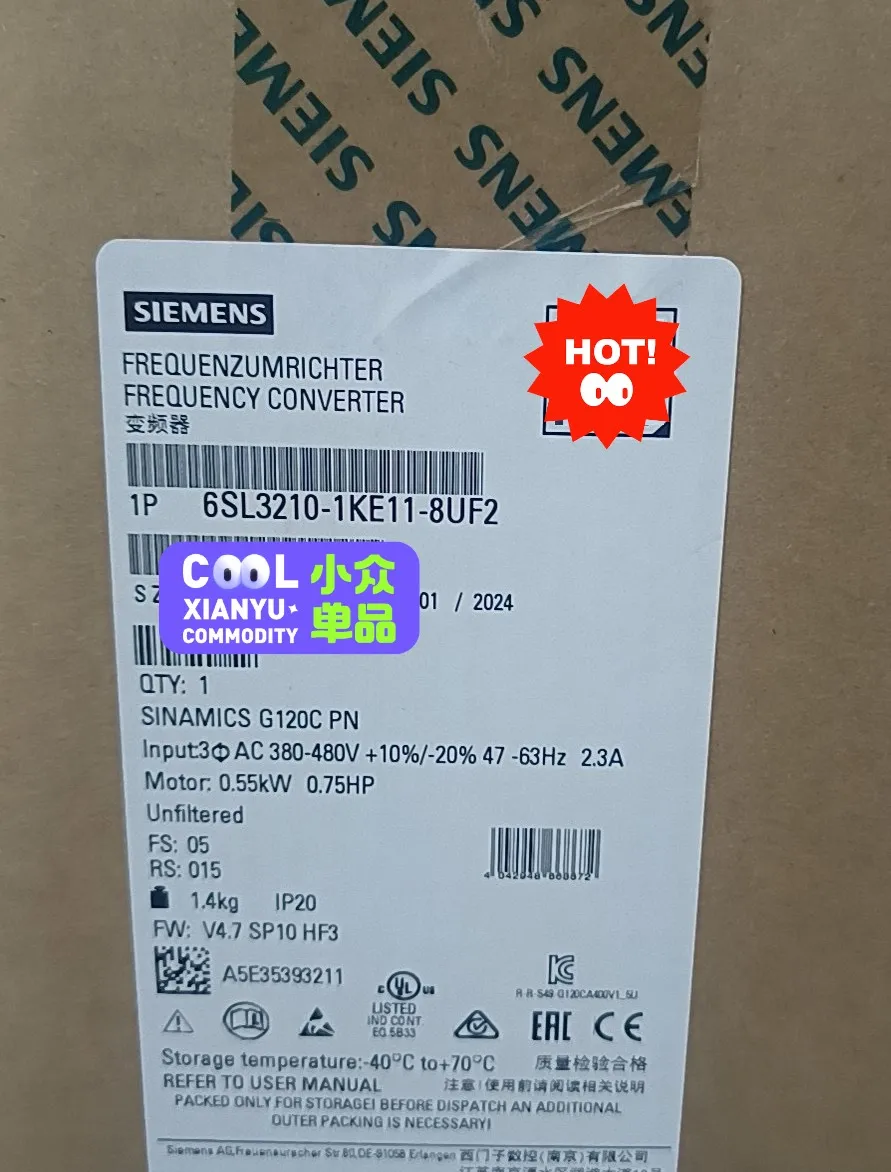 SIEMENS
SIEMENS
SIEMENS
SIEMENS
SIEMENS
HOT!
FREQUENZUMRICHTER
FREQUENCY CONVERTER
变频器
1P 6SL3210-1KE11-8UF2
COOL 小众
XIANYU
COMMODITY 单品
S Z 01 / 2024
QTY: 1
SINAMICS G120C PN
Input:3Φ AC 380-480V +10%/-20% 47 -63Hz 2.3A
Motor: 0.55kW 0.75HP
Unfiltered
FS: 05
RS: 015
1.4kg IP20
FW: V4.7 SP10 HF3
A5E35393211
c UL us
LISTED
IND CONT.
EQ.5B33
R-R-S49-G120CA400V1_5U
EAC CE
Storage temperature:-40°C to+70°C 质量检验合格
REFER TO USER MANUAL 注意!使用前请阅读相关说明
PACKED ONLY FOR STORAGE! BEFORE DISPATCH AN ADDITIONAL
OUTER PACKING IS NECESSARY!
Siemens AG,Frauenauracher Str.80,DE-91056 Erlangen 西门子数控(南京)有限公司